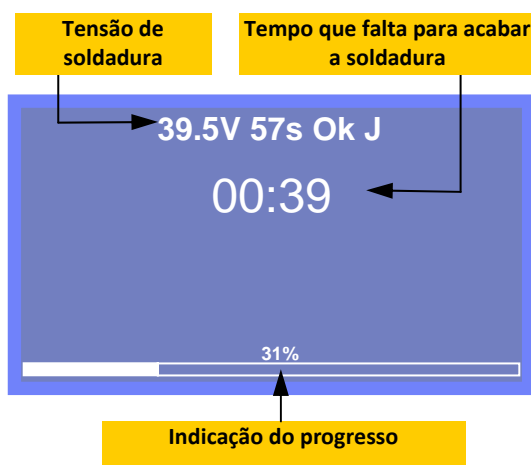 Tensão de
soldadura
Tempo que falta para acabar
a soldadura
39.5V 57s Ok J
00:39
31%
Indicação do progresso